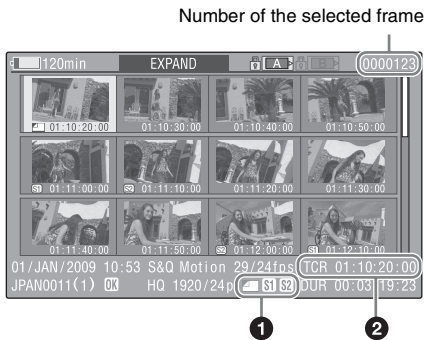 Number of the selected frame
120min EXPAND A B 0000123
01:10:20:00 01:10:30:00 01:10:40:00 01:10:50:00
S1 01:11:00:00 S2 01:11:10:00 01:11:20:00 01:11:30:00
01:11:40:00 01:11:50:00 S2 01:12:00:00 S1 01:12:10:00
01/JAN/2009 10:53 S&Q Motion 29/24fps TCR 01:10:20:00
JPAN0011(1) OK HQ 1920/24p S1 S2 DUR 00:03:19:23
1 2